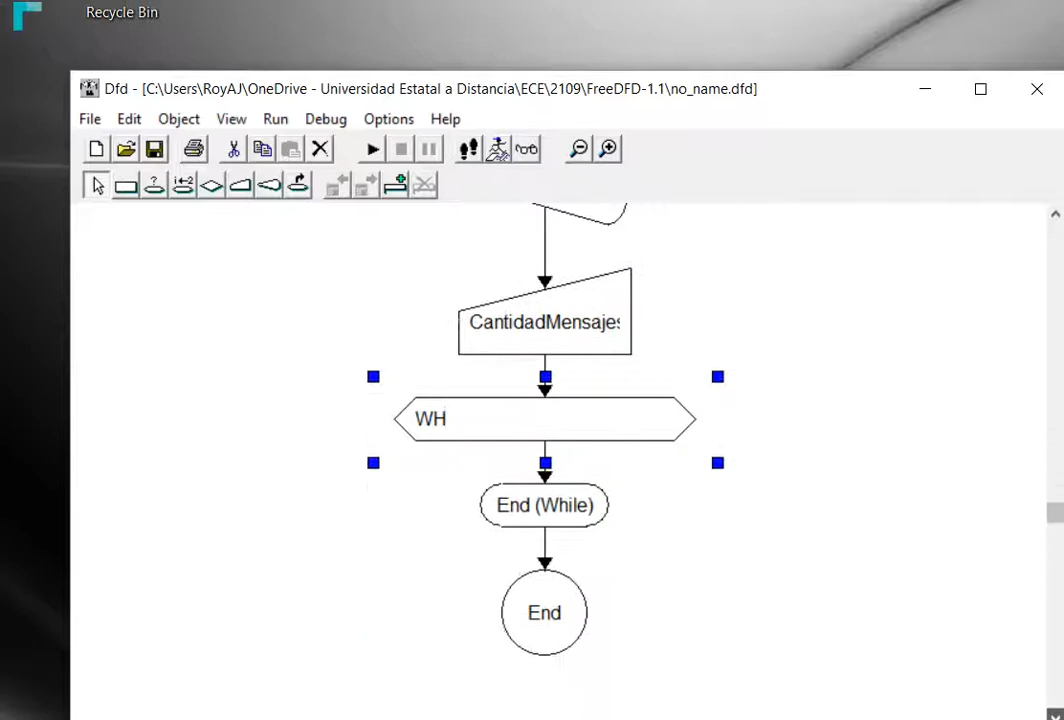 Recycle Bin
Dfd - [C:\Users\RoyAJ\OneDrive - Universidad Estatal a Distancia\ECE\2109\FreeDFD-1.1\no_name.dfd]
File Edit Object View Run Debug Options Help
CantidadMensajes
WH
End (While)
End